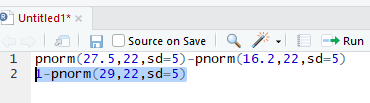 Untitled1*
Source on Save
Run
1 pnorm(27.5,22,sd=5)-pnorm(16.2,22,sd=5)
2 1-pnorm(29,22,sd=5)